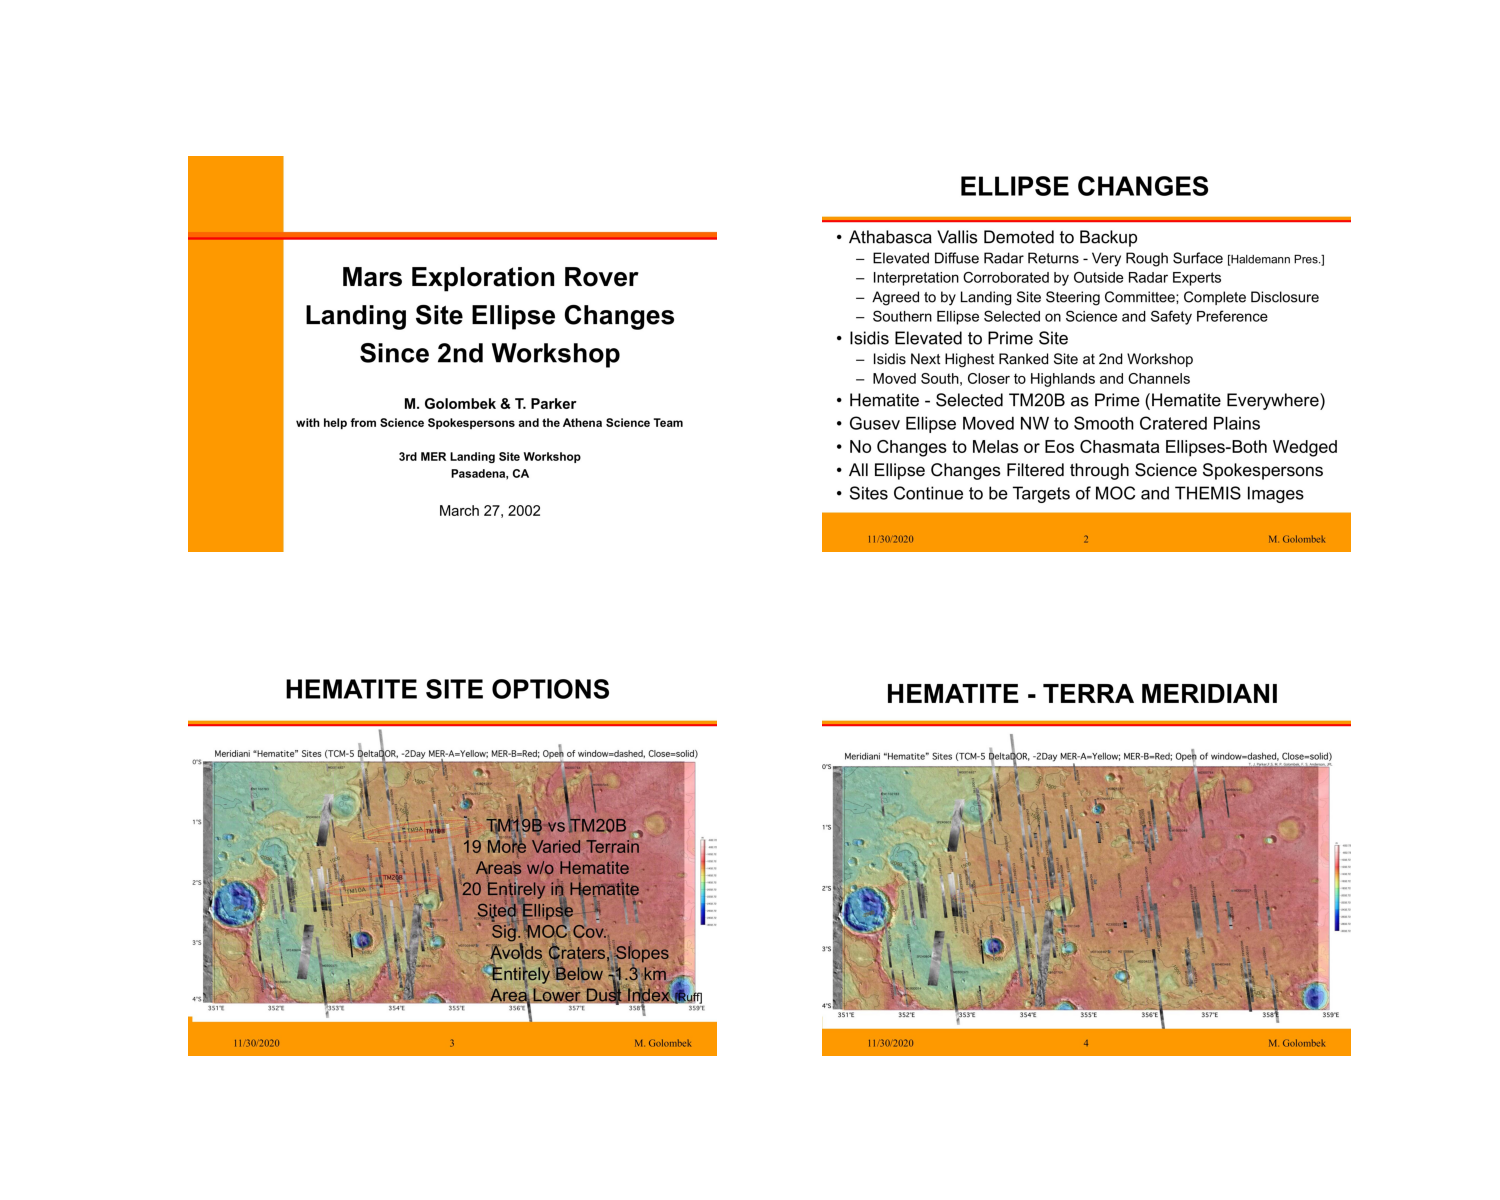 Mars Exploration Rover
Landing Site Ellipse Changes
Since 2nd Workshop
M. Golombek & T. Parker
with help from Science Spokespersons and the Athena Science Team
3rd MER Landing Site Workshop
Pasadena, CA
March 27, 2002
ELLIPSE CHANGES
• Athabasca Vallis Demoted to Backup
– Elevated Diffuse Radar Returns - Very Rough Surface [Haldemann Pres.]
– Interpretation Corroborated by Outside Radar Experts
– Agreed to by Landing Site Steering Committee; Complete Disclosure
– Southern Ellipse Selected on Science and Safety Preference
• Isidis Elevated to Prime Site
– Isidis Next Highest Ranked Site at 2nd Workshop
– Moved South, Closer to Highlands and Channels
• Hematite - Selected TM20B as Prime (Hematite Everywhere)
• Gusev Ellipse Moved NW to Smooth Cratered Plains
• No Changes to Melas or Eos Chasmata Ellipses-Both Wedged
• All Ellipse Changes Filtered through Science Spokespersons
• Sites Continue to be Targets of MOC and THEMIS Images
11/30/2020 2 M. Golombek
HEMATITE SITE OPTIONS
Meridiani “Hematite” Sites (TCM-5 DeltaDOR, -2Day MER-A=Yellow; MER-B=Red; Open of window=dashed, Close=solid)
0°S
1°S
2°S
3°S
4°S
TM20B
TM19B vs TM20B
19 More Varied Terrain
Areas w/o Hematite
20 Entirely in Hematite
Sited Ellipse
Sig. MOC Cov.
Avoids Craters, Slopes
Entirely Below -1.3 km
Area Lower Dust Index [Ruff]
351°E 352°E 353°E 354°E 355°E 356°E 357°E 358°E 359°E
11/30/2020 3 M. Golombek
HEMATITE - TERRA MERIDIANI
Meridiani “Hematite” Sites (TCM-5 DeltaDOR, -2Day MER-A=Yellow; MER-B=Red; Open of window=dashed, Close=solid)
0°S
1°S
2°S
3°S
4°S
351°E 352°E 353°E 354°E 355°E 356°E 357°E 358°E 359°E
11/30/2020 4 M. Golombek